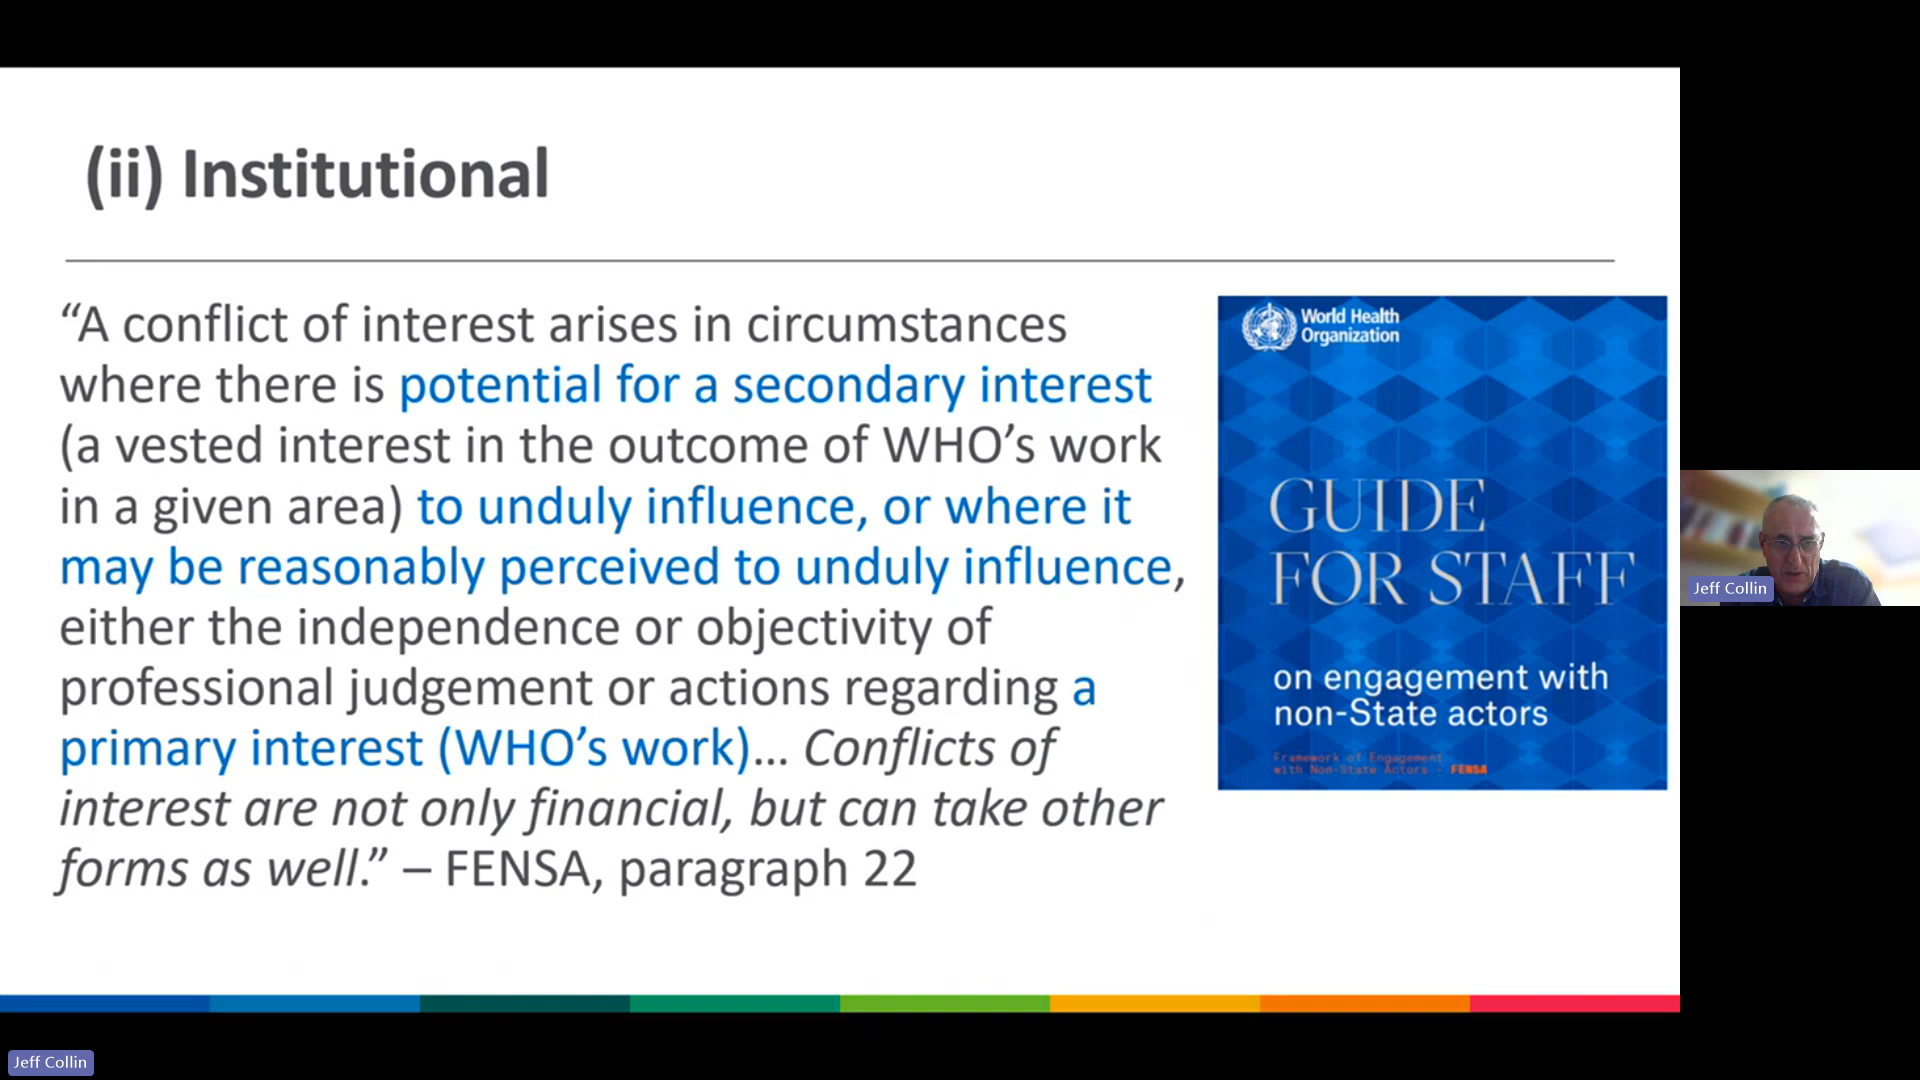 (ii) Institutional
“A conflict of interest arises in circumstances
where there is potential for a secondary interest
(a vested interest in the outcome of WHO’s work
in a given area) to unduly influence, or where it
may be reasonably perceived to unduly influence,
either the independence or objectivity of
professional judgement or actions regarding a
primary interest (WHO’s work)... Conflicts of
interest are not only financial, but can take other
forms as well.” – FENSA, paragraph 22
World Health
Organization
GUIDE
FOR STAFF
on engagement with
non-State actors
Framework of Engagement
with Non-State Actors - FENSA
Jeff Collin
Jeff Collin